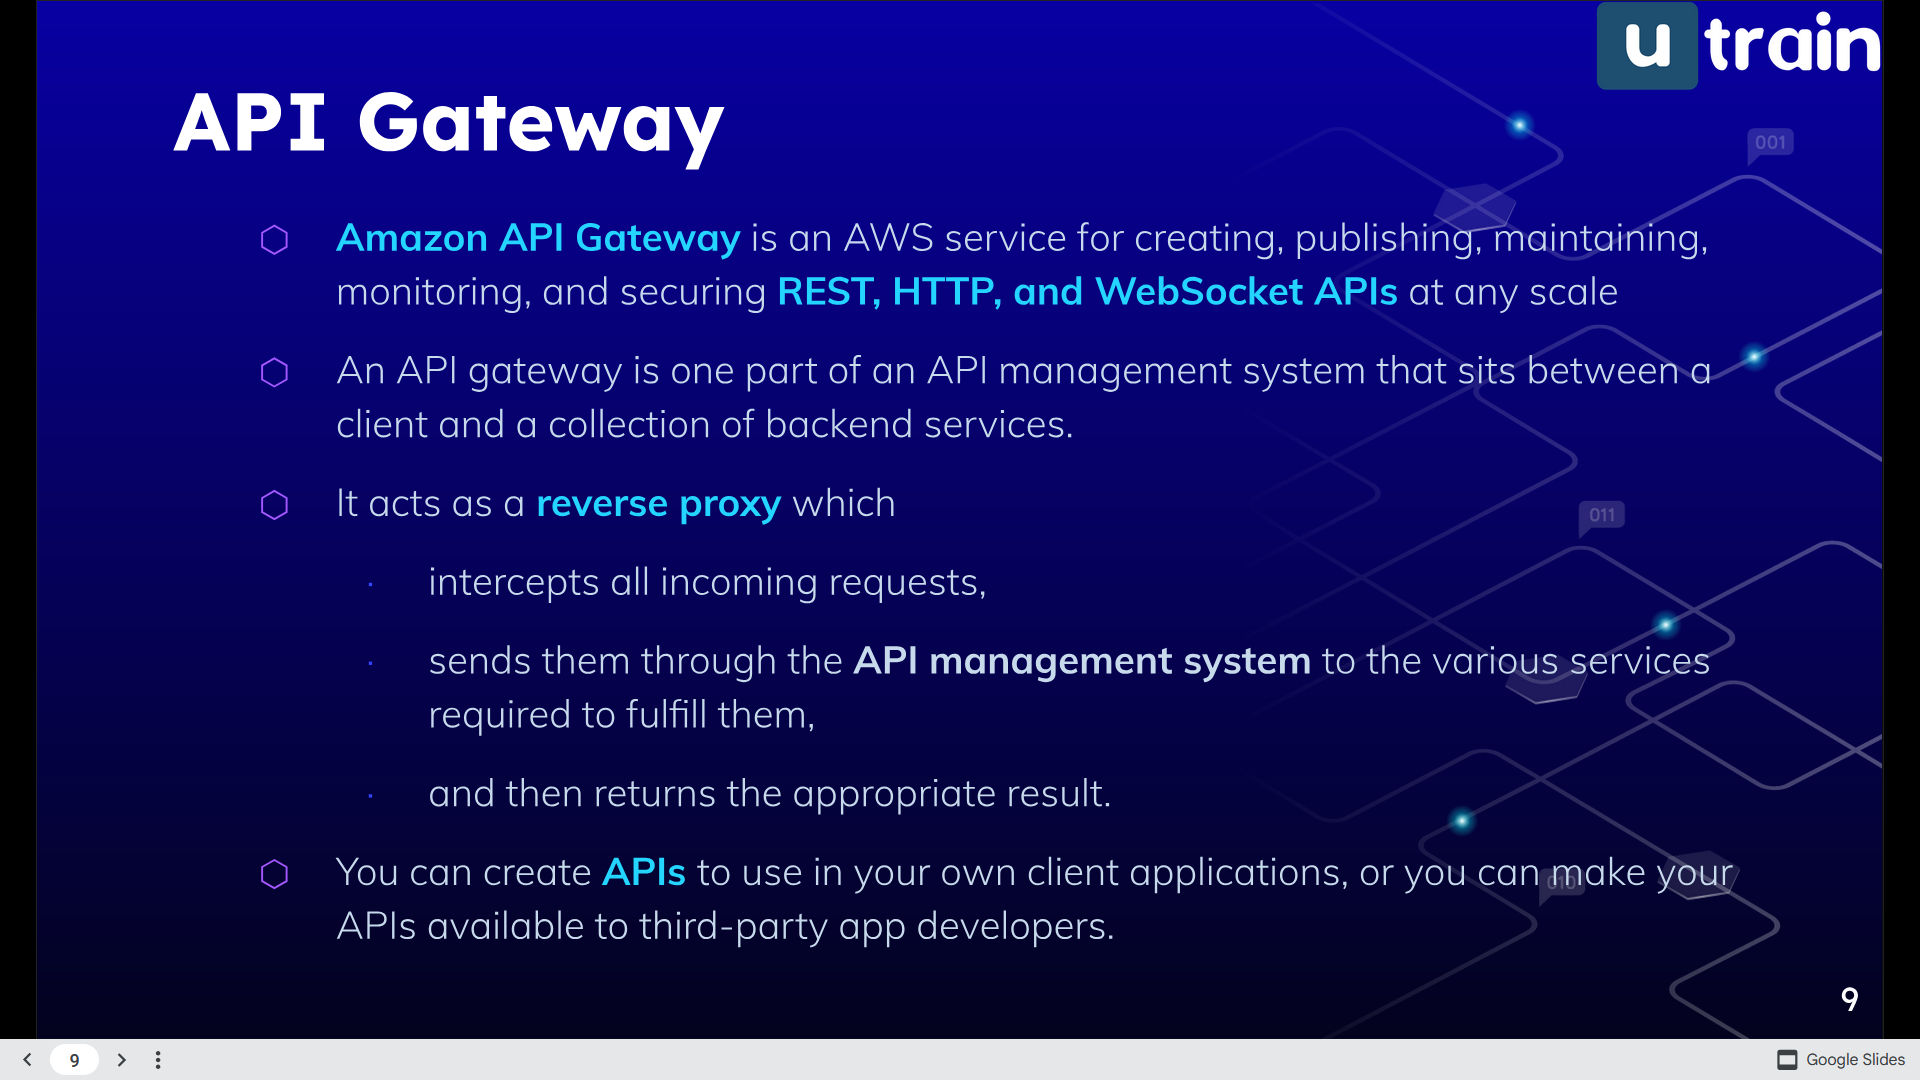 u train
001
API Gateway
Amazon API Gateway is an AWS service for creating, publishing, maintaining,
monitoring, and securing REST, HTTP, and WebSocket APIs at any scale
An API gateway is one part of an API management system that sits between a
client and a collection of backend services.
It acts as a reverse proxy which
011
intercepts all incoming requests,
sends them through the API management system to the various services
required to fulfill them,
and then returns the appropriate result.
You can create APIs to use in your own client applications, or you can make your
010
APIs available to third-party app developers.
9
9
Google Slides